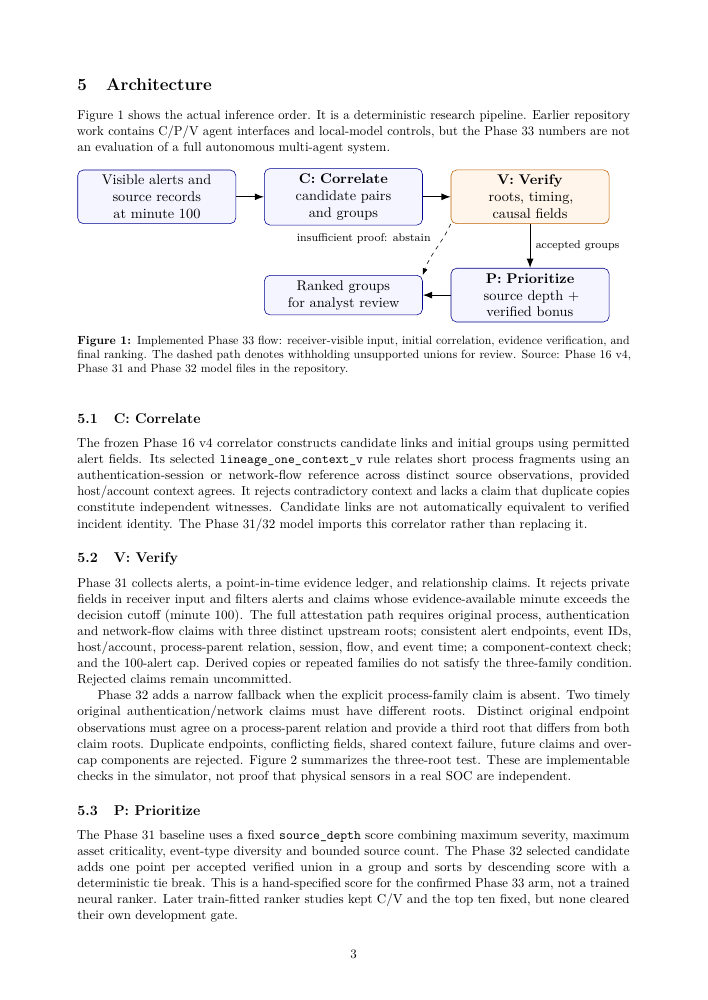 5 Architecture
Figure 1 shows the actual inference order. It is a deterministic research pipeline. Earlier repository
work contains C/P/V agent interfaces and local-model controls, but the Phase 33 numbers are not
an evaluation of a full autonomous multi-agent system.
Visible alerts and
source records
at minute 100
C: Correlate
candidate pairs
and groups
V: Verify
roots, timing,
causal fields
insufficient proof: abstain
accepted groups
Ranked groups
for analyst review
P: Prioritize
source depth +
verified bonus
Figure 1: Implemented Phase 33 flow: receiver-visible input, initial correlation, evidence verification, and
final ranking. The dashed path denotes withholding unsupported unions for review. Source: Phase 16 v4,
Phase 31 and Phase 32 model files in the repository.
5.1 C: Correlate
The frozen Phase 16 v4 correlator constructs candidate links and initial groups using permitted
alert fields. Its selected lineage_one_context_v rule relates short process fragments using an
authentication-session or network-flow reference across distinct source observations, provided
host/account context agrees. It rejects contradictory context and lacks a claim that duplicate copies
constitute independent witnesses. Candidate links are not automatically equivalent to verified
incident identity. The Phase 31/32 model imports this correlator rather than replacing it.
5.2 V: Verify
Phase 31 collects alerts, a point-in-time evidence ledger, and relationship claims. It rejects private
fields in receiver input and filters alerts and claims whose evidence-available minute exceeds the
decision cutoff (minute 100). The full attestation path requires original process, authentication
and network-flow claims with three distinct upstream roots; consistent alert endpoints, event IDs,
host/account, process-parent relation, session, flow, and event time; a component-context check;
and the 100-alert cap. Derived copies or repeated families do not satisfy the three-family condition.
Rejected claims remain uncommitted.
Phase 32 adds a narrow fallback when the explicit process-family claim is absent. Two timely
original authentication/network claims must have different roots. Distinct original endpoint
observations must agree on a process-parent relation and provide a third root that differs from both
claim roots. Duplicate endpoints, conflicting fields, shared context failure, future claims and over-
cap components are rejected. Figure 2 summarizes the three-root test. These are implementable
checks in the simulator, not proof that physical sensors in a real SOC are independent.
5.3 P: Prioritize
The Phase 31 baseline uses a fixed source_depth score combining maximum severity, maximum
asset criticality, event-type diversity and bounded source count. The Phase 32 selected candidate
adds one point per accepted verified union in a group and sorts by descending score with a
deterministic tie break. This is a hand-specified score for the confirmed Phase 33 arm, not a trained
neural ranker. Later train-fitted ranker studies kept C/V and the top ten fixed, but none cleared
their own development gate.
3